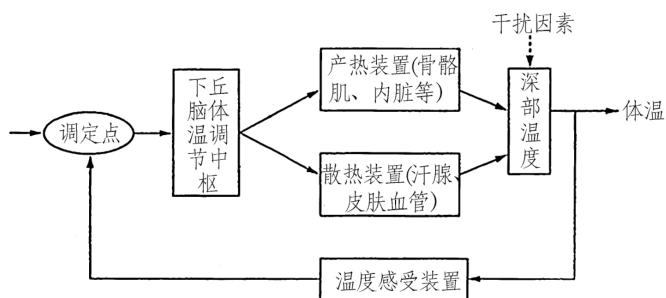 干扰因素
产热装置(骨骼
肌、内脏等)
下丘
脑体
温调
节中
枢
深
部
温
度
体温
调定点
散热装置(汗腺、
皮肤血管)
温度感受装置